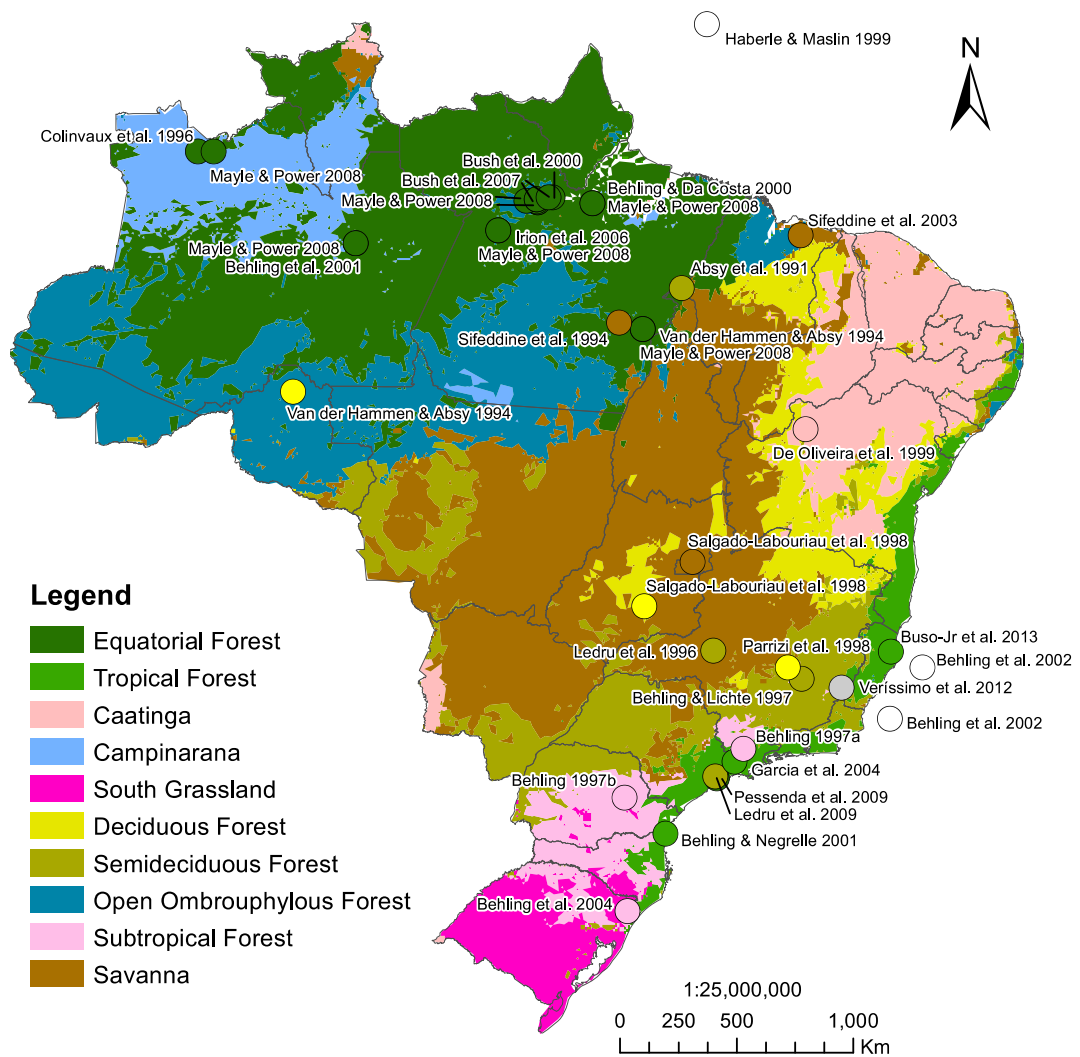 Haberle & Maslin 1999
N
Colinvaux et al. 1996
Mayle & Power 2008
Bush et al. 2000
Bush et al. 2007
Mayle & Power 2008
Behling & Da Costa 2000
Mayle & Power 2008
Sifeddine et al. 2003
Mayle & Power 2008
Behling et al. 2001
Irion et al. 2006
Mayle & Power 2008
Absy et al. 1991
Sifeddine et al. 1994
Van der Hammen & Absy 1994
Mayle & Power 2008
Van der Hammen & Absy 1994
De Oliveira et al. 1999
Salgado-Labouriau et al. 1998
Salgado-Labouriau et al. 1998
Ledru et al. 1996
Parrizi et al. 1998
Buso-Jr et al. 2013
Behling et al. 2002
Behling & Lichte 1997
Veríssimo et al. 2012
Behling et al. 2002
Behling 1997a
Garcia et al. 2004
Behling 1997b
Pessenda et al. 2009
Ledru et al. 2009
Behling & Negrelle 2001
Behling et al. 2004
Legend
Equatorial Forest
Tropical Forest
Caatinga
Campinarana
South Grassland
Deciduous Forest
Semideciduous Forest
Open Ombrouphylous Forest
Subtropical Forest
Savanna
1:25,000,000
0 250 500 1,000
Km